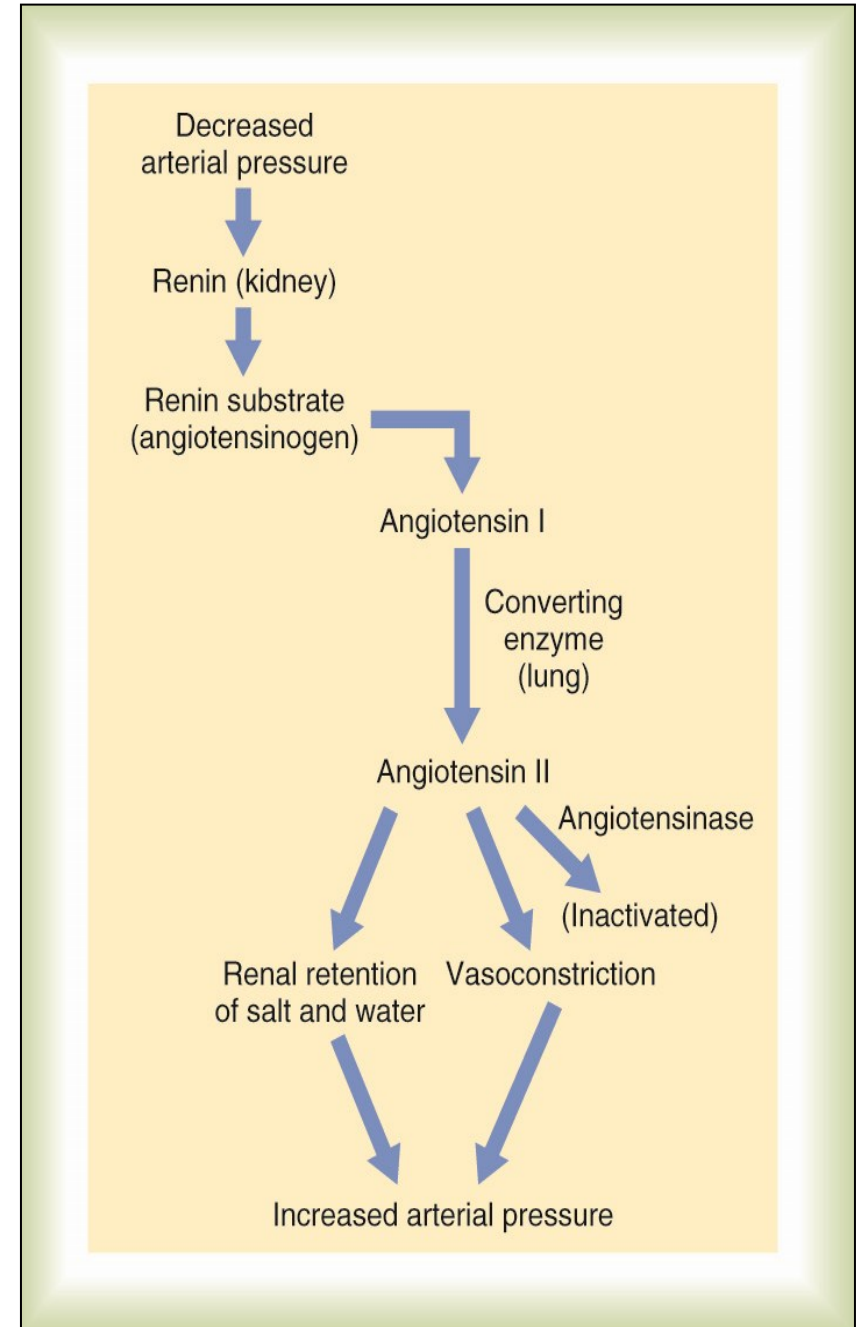 Decreased
arterial pressure
Renin (kidney)
Renin substrate
(angiotensinogen)
Angiotensin I
Converting
enzyme
(lung)
Angiotensin II
Angiotensinase
(Inactivated)
Renal retention
of salt and water
Vasoconstriction
Increased arterial pressure